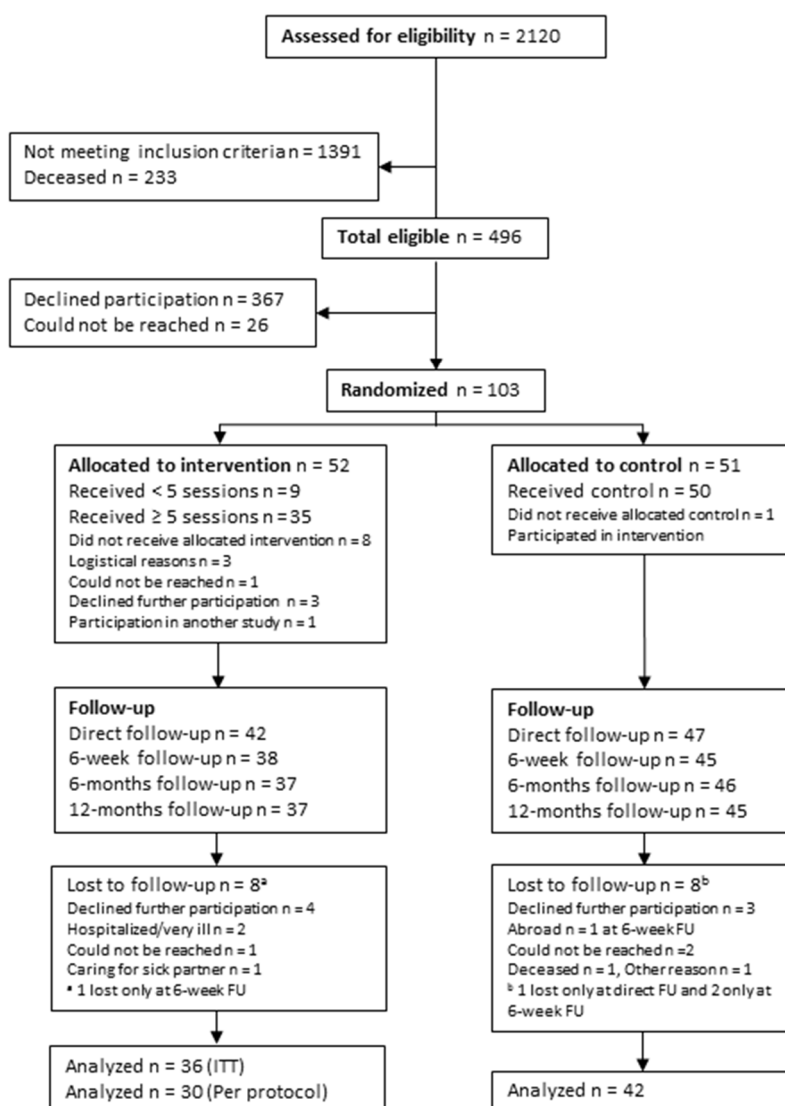 Assessed for eligibility n = 2120
Not meeting inclusion criteria n = 1391
Deceased n = 233
Total eligible n = 496
Declined participation n = 367
Could not be reached n = 26
Randomized n = 103
Allocated to intervention n = 52
Received < 5 sessions n = 9
Received ≥ 5 sessions n = 35
Did not receive allocated intervention n = 8
Logistical reasons n = 3
Could not be reached n = 1
Declined further participation n = 3
Participation in another study n = 1
Allocated to control n = 51
Received control n = 50
Did not receive allocated control n = 1
Participated in intervention
Follow-up
Direct follow-up n = 42
6-week follow-up n = 38
6-months follow-up n = 37
12-months follow-up n = 37
Follow-up
Direct follow-up n = 47
6-week follow-up n = 45
6-months follow-up n = 46
12-months follow-up n = 45
Lost to follow-up n = 8ᵃ
Declined further participation n = 4
Hospitalized/very ill n = 2
Could not be reached n = 1
Caring for sick partner n = 1
ᵃ 1 lost only at 6-week FU
Lost to follow-up n = 8ᵇ
Declined further participation n = 3
Abroad n = 1 at 6-week FU
Could not be reached n =2
Deceased n = 1, Other reason n = 1
ᵇ 1 lost only at direct FU and 2 only at
6-week FU
Analyzed n = 36 (ITT)
Analyzed n = 30 (Per protocol)
Analyzed n = 42